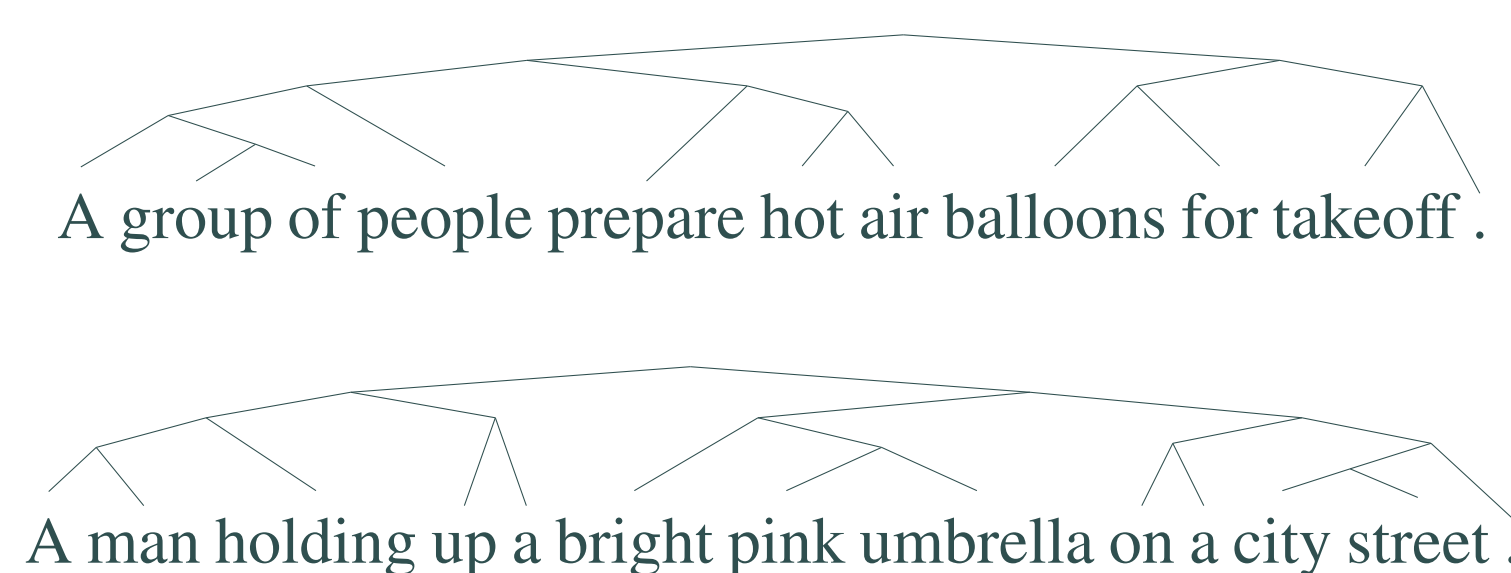 A group of people prepare hot air balloons for takeoff .
A man holding up a bright pink umbrella on a city street .